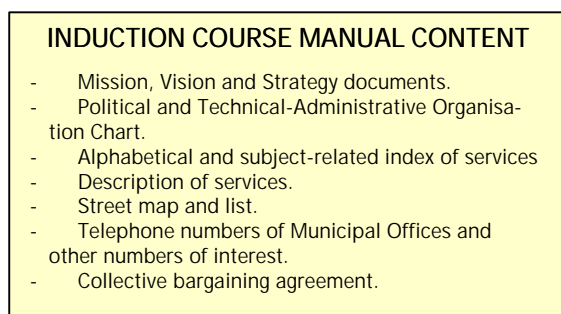 INDUCTION COURSE MANUAL CONTENT
- Mission, Vision and Strategy documents.
- Political and Technical-Administrative Organisa-
tion Chart.
- Alphabetical and subject-related index of services
- Description of services.
- Street map and list.
- Telephone numbers of Municipal Offices and
other numbers of interest.
- Collective bargaining agreement.